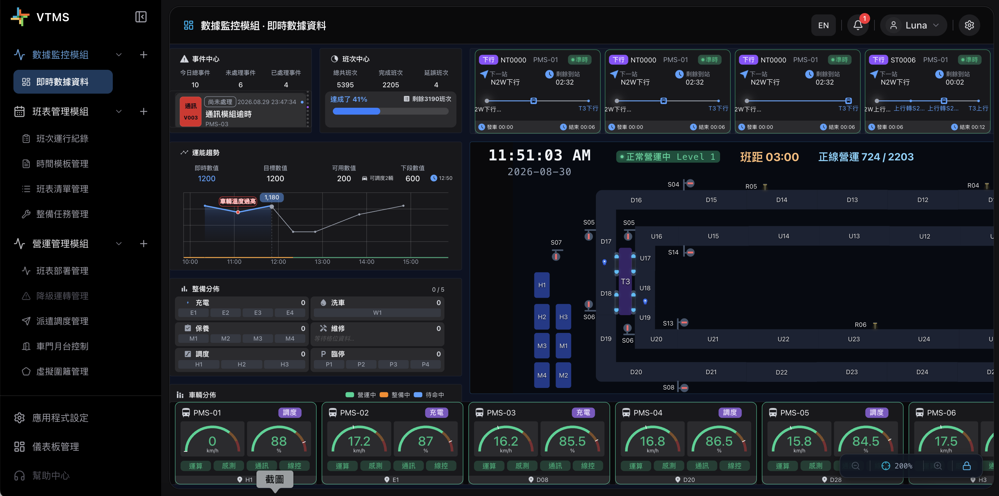 VTMS
數據監控模組
即時數據資料
班表管理模組
班次運行紀錄
時間模板管理
班表清單管理
整備任務管理
營運管理模組
班表部署管理
降級運轉管理
派遣調度管理
車門月台控制
虛擬圍籬管理
應用程式設定
儀表板管理
幫助中心
數據監控模組 · 即時數據資料
EN
1
Luna
事件中心
今日總事件 未處理事件 已處理事件
10 6 4
通訊
V003
尚未處理 2026.08.29 23:47:34
通訊模組逾時
PMS-03
班次中心
總共班次 完成班次 延誤班次
5395 2205 4
達成了 41% 剩餘3190班次
下行 NT0000 PMS-01 準時
下一站 剩餘到站
N2W下行 02:32
2W下行... T3下行
發車 00:00 結束 00:06
下行 NT0000 PMS-01 準時
下一站 剩餘到站
N2W下行 02:32
2W下行... T3下行
發車 00:00 結束 00:06
下行 NT0000 PMS-01 準時
下一站 剩餘到站
N2W下行 02:32
2W下行... T3下行
發車 00:00 結束 00:06
下行 ST0006 PMS-01 準時
下一站 剩餘到站
N2W下行 00:02
2W上行... 上行轉S2... 上行轉S2... T3上行
發車 00:06 結束 00:12
運能趨勢
即時數值 目標數值 可用數值 下段數值
1200 1200 200 可調度2輛 600 12:50
1,180
車輛溫度過高
10:00 11:00 12:00 13:00 14:00 15:00
整備分佈 0 / 5
充電 0
E1 E2 E3 E4
洗車 0
W1
保養 0
M1 M2 M3 M4
維修 0
等待格位資料...
調度 0
H1 H2 H3
P 臨停 0
P1 P2 P3 P4
11:51:03 AM
2026-08-30
正常營運中 Level 1
班距 03:00
正線營運 724 / 2203
S04 R05 R04
D16 D15 D14 D13 D12
S05 S05
U16 U15 U14 U13 U12
D17
S07
S14
U17
T3
H1
U18
D18
H2 H3
S06
U19
S13
R06
D19
S06
U20 U21 U22 U23 U24
M3 M1
D20 D21 D22 D23 D24
M4 M2
S08
車輛分佈 營運中 整備中 待命中
PMS-01 調度
0 88
km/h %
運算 感測 通訊 線控
H1
PMS-02 充電
17.2 87
km/h %
運算 感測 通訊 線控
E1
PMS-03 充電
16.2 85.5
km/h %
運算 感測 通訊 線控
D08
PMS-04 調度
16.8 86.5
km/h %
運算 感測 通訊 線控
D20
PMS-05 調度
15.8 84.5
km/h %
運算 感測
D28
PMS-06
17.5
km/h
H3
200%
截圖